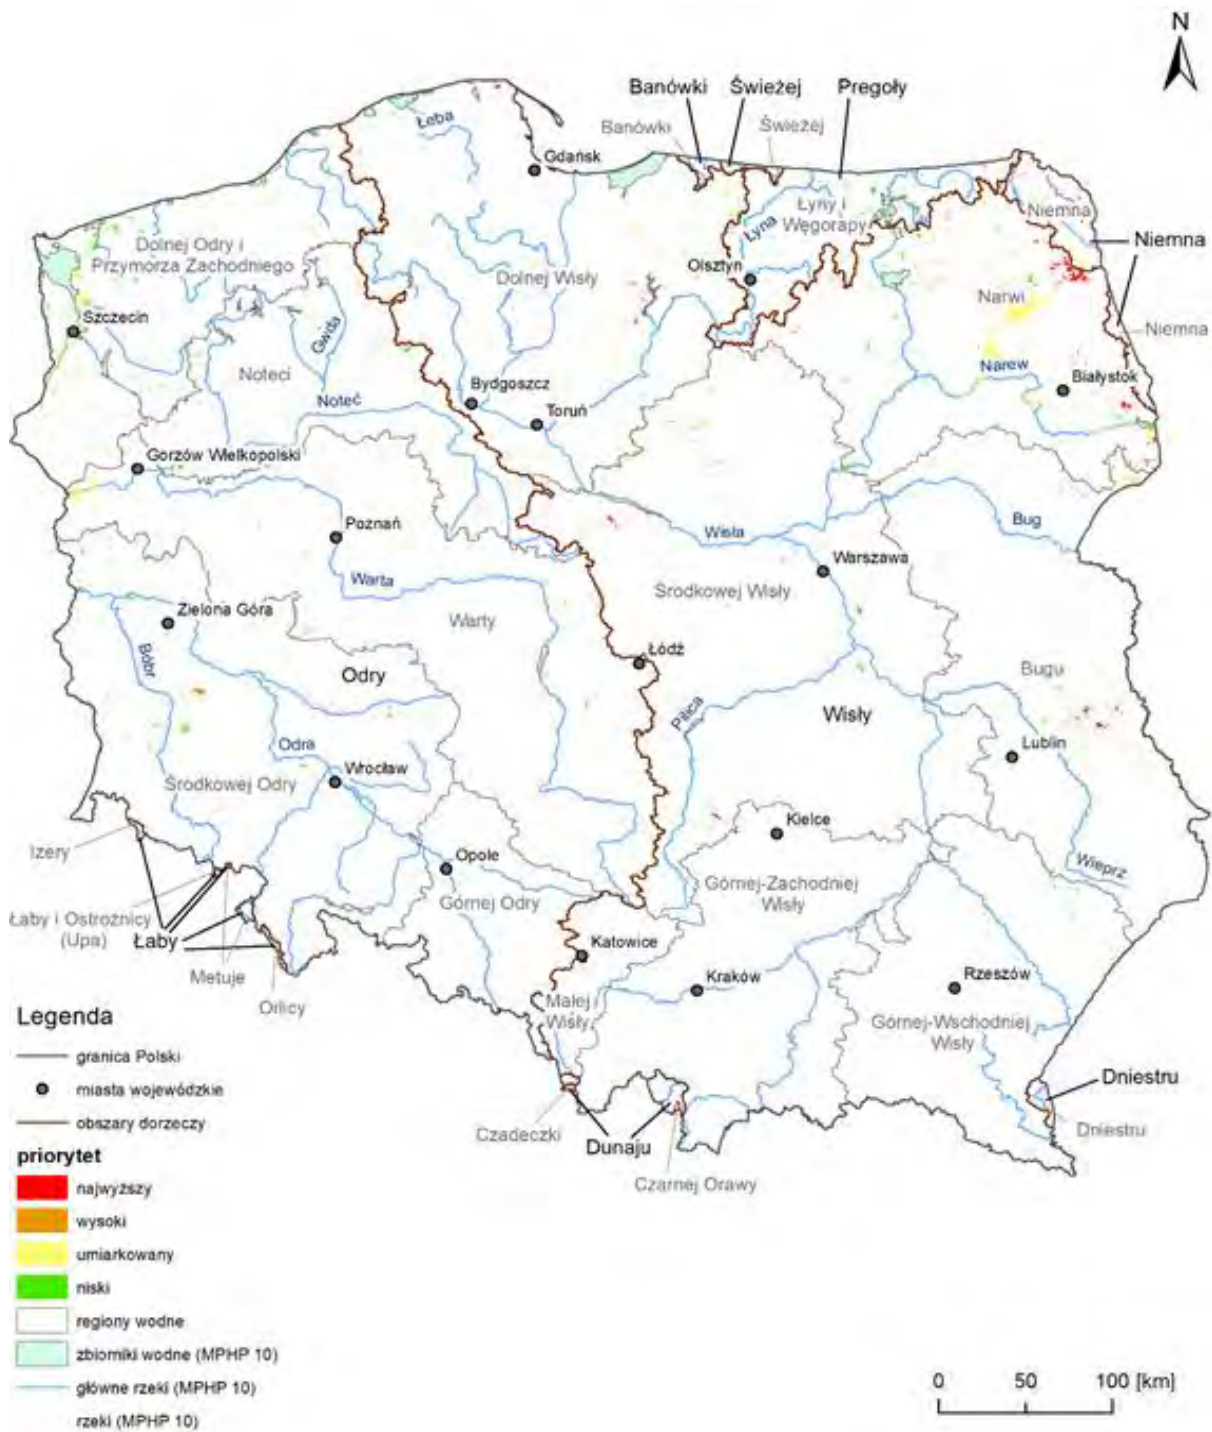 N
Banówki
Świeżej
Pregoły
Banówki
Świeżej
Łeba
Gdańsk
Łyna
Łyny i
Węgorapy
Niemna
Niemna
Dolnej Odry i
Przymorza Zachodniego
Dolnej Wisły
Olsztyn
Narwi
Niemna
Szczecin
Gwda
Noteci
Noteć
Bydgoszcz
Toruń
Narew
Białystok
Gorzów Wielkopolski
Poznań
Warta
Wisła
Bug
Warszawa
Środkowej Wisły
Zielona Góra
Warty
Bóbr
Odry
Łódź
Pilica
Wisły
Bugu
Odra
Lublin
Środkowej Odry
Wrocław
Izery
Kielce
Opole
Wieprz
Górnej Odry
Górnej-Zachodniej
Wisły
Łaby i Ostrożnicy
(Upa)
Łaby
Metuje
Orlicy
Katowice
Kraków
Rzeszów
Małej i
Wisły
Górnej-Wschodniej
Wisły
Dniestru
Dniestru
Czadeczki
Dunaju
Czarnej Orawy
Legenda
granica Polski
miasta wojewódzkie
obszary dorzeczy
priorytet
najwyższy
wysoki
umiarkowany
niski
regiony wodne
zbiorniki wodne (MPHP 10)
główne rzeki (MPHP 10)
rzeki (MPHP 10)
0 50 100 [km]